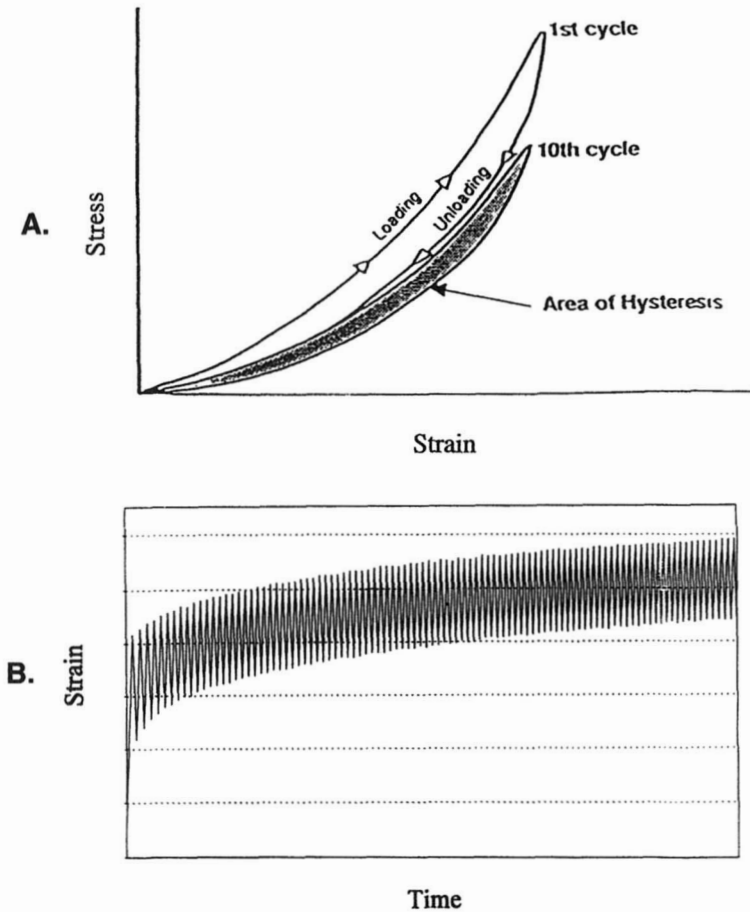 1st cycle
10th cycle
Loading
Unloading
A.
Stress
Area of Hysteresis
Strain
B.
Strain
Time